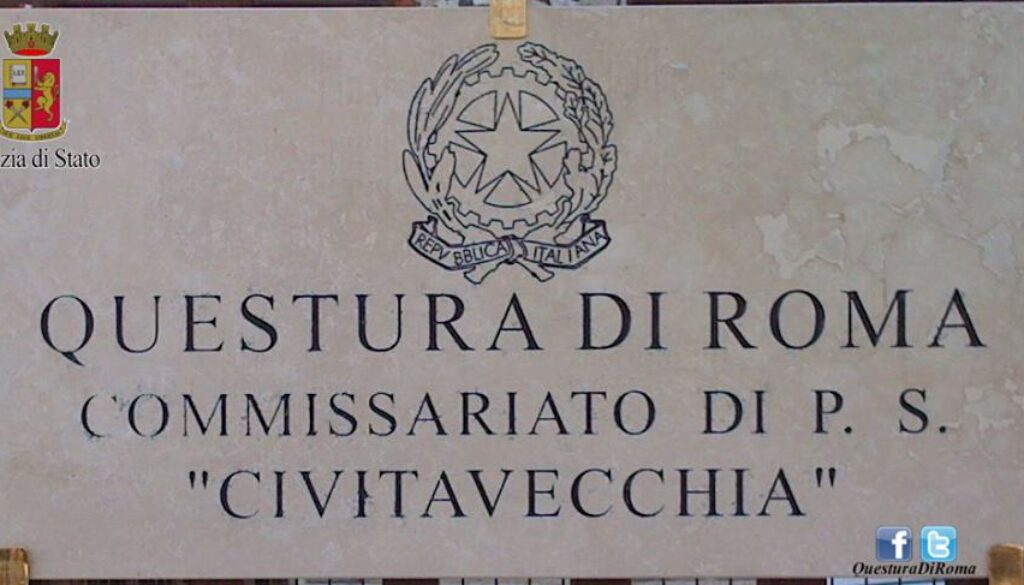 zia di Stato
REPVBBLICA ITALIANA
QUESTURA DI ROMA
COMMISSARIATO DI P. S.
"CIVITAVECCHIA"
QuesturaDiRoma